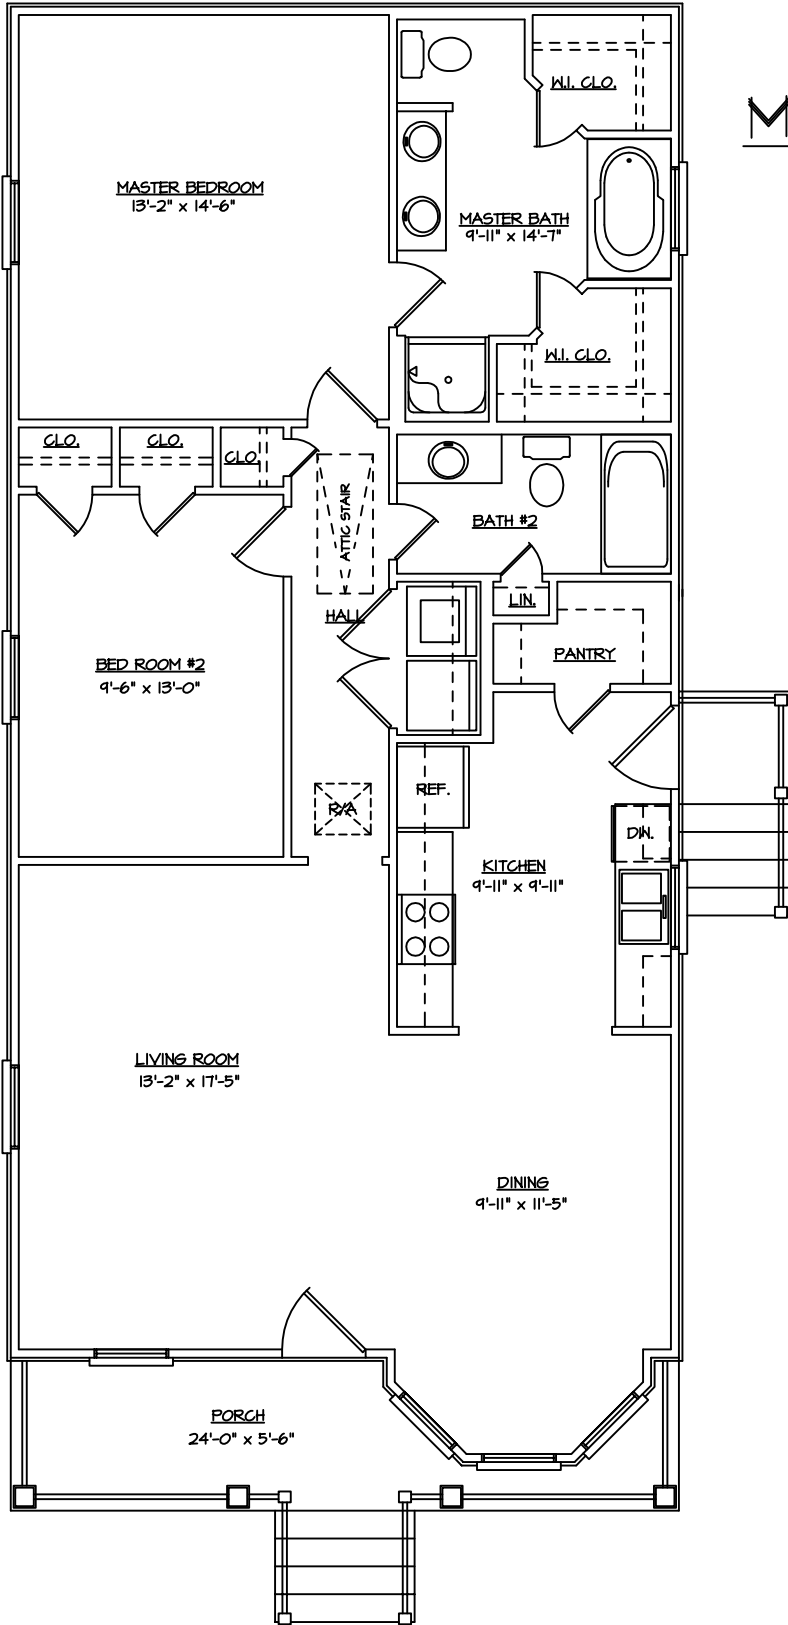 W.I. CLO.
M
MASTER BEDROOM
13'-2" x 14'-6"
MASTER BATH
9'-11" x 14'-7"
W.I. CLO.
CLO.
CLO.
CLO.
ATTIC STAIR
BATH #2
LIN.
HALL
PANTRY
BED ROOM #2
9'-6" x 13'-0"
REF.
R/A
DW.
KITCHEN
9'-11" x 9'-11"
LIVING ROOM
13'-2" x 17'-5"
DINING
9'-11" x 11'-5"
PORCH
24'-0" x 5'-6"